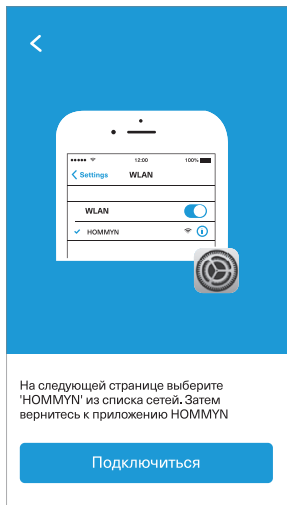 12:00 100%
Settings WLAN
WLAN
HOMMYN
На следующей странице выберите
'HOMMYN' из списка сетей. Затем
вернитесь к приложению HOMMYN
Подключиться